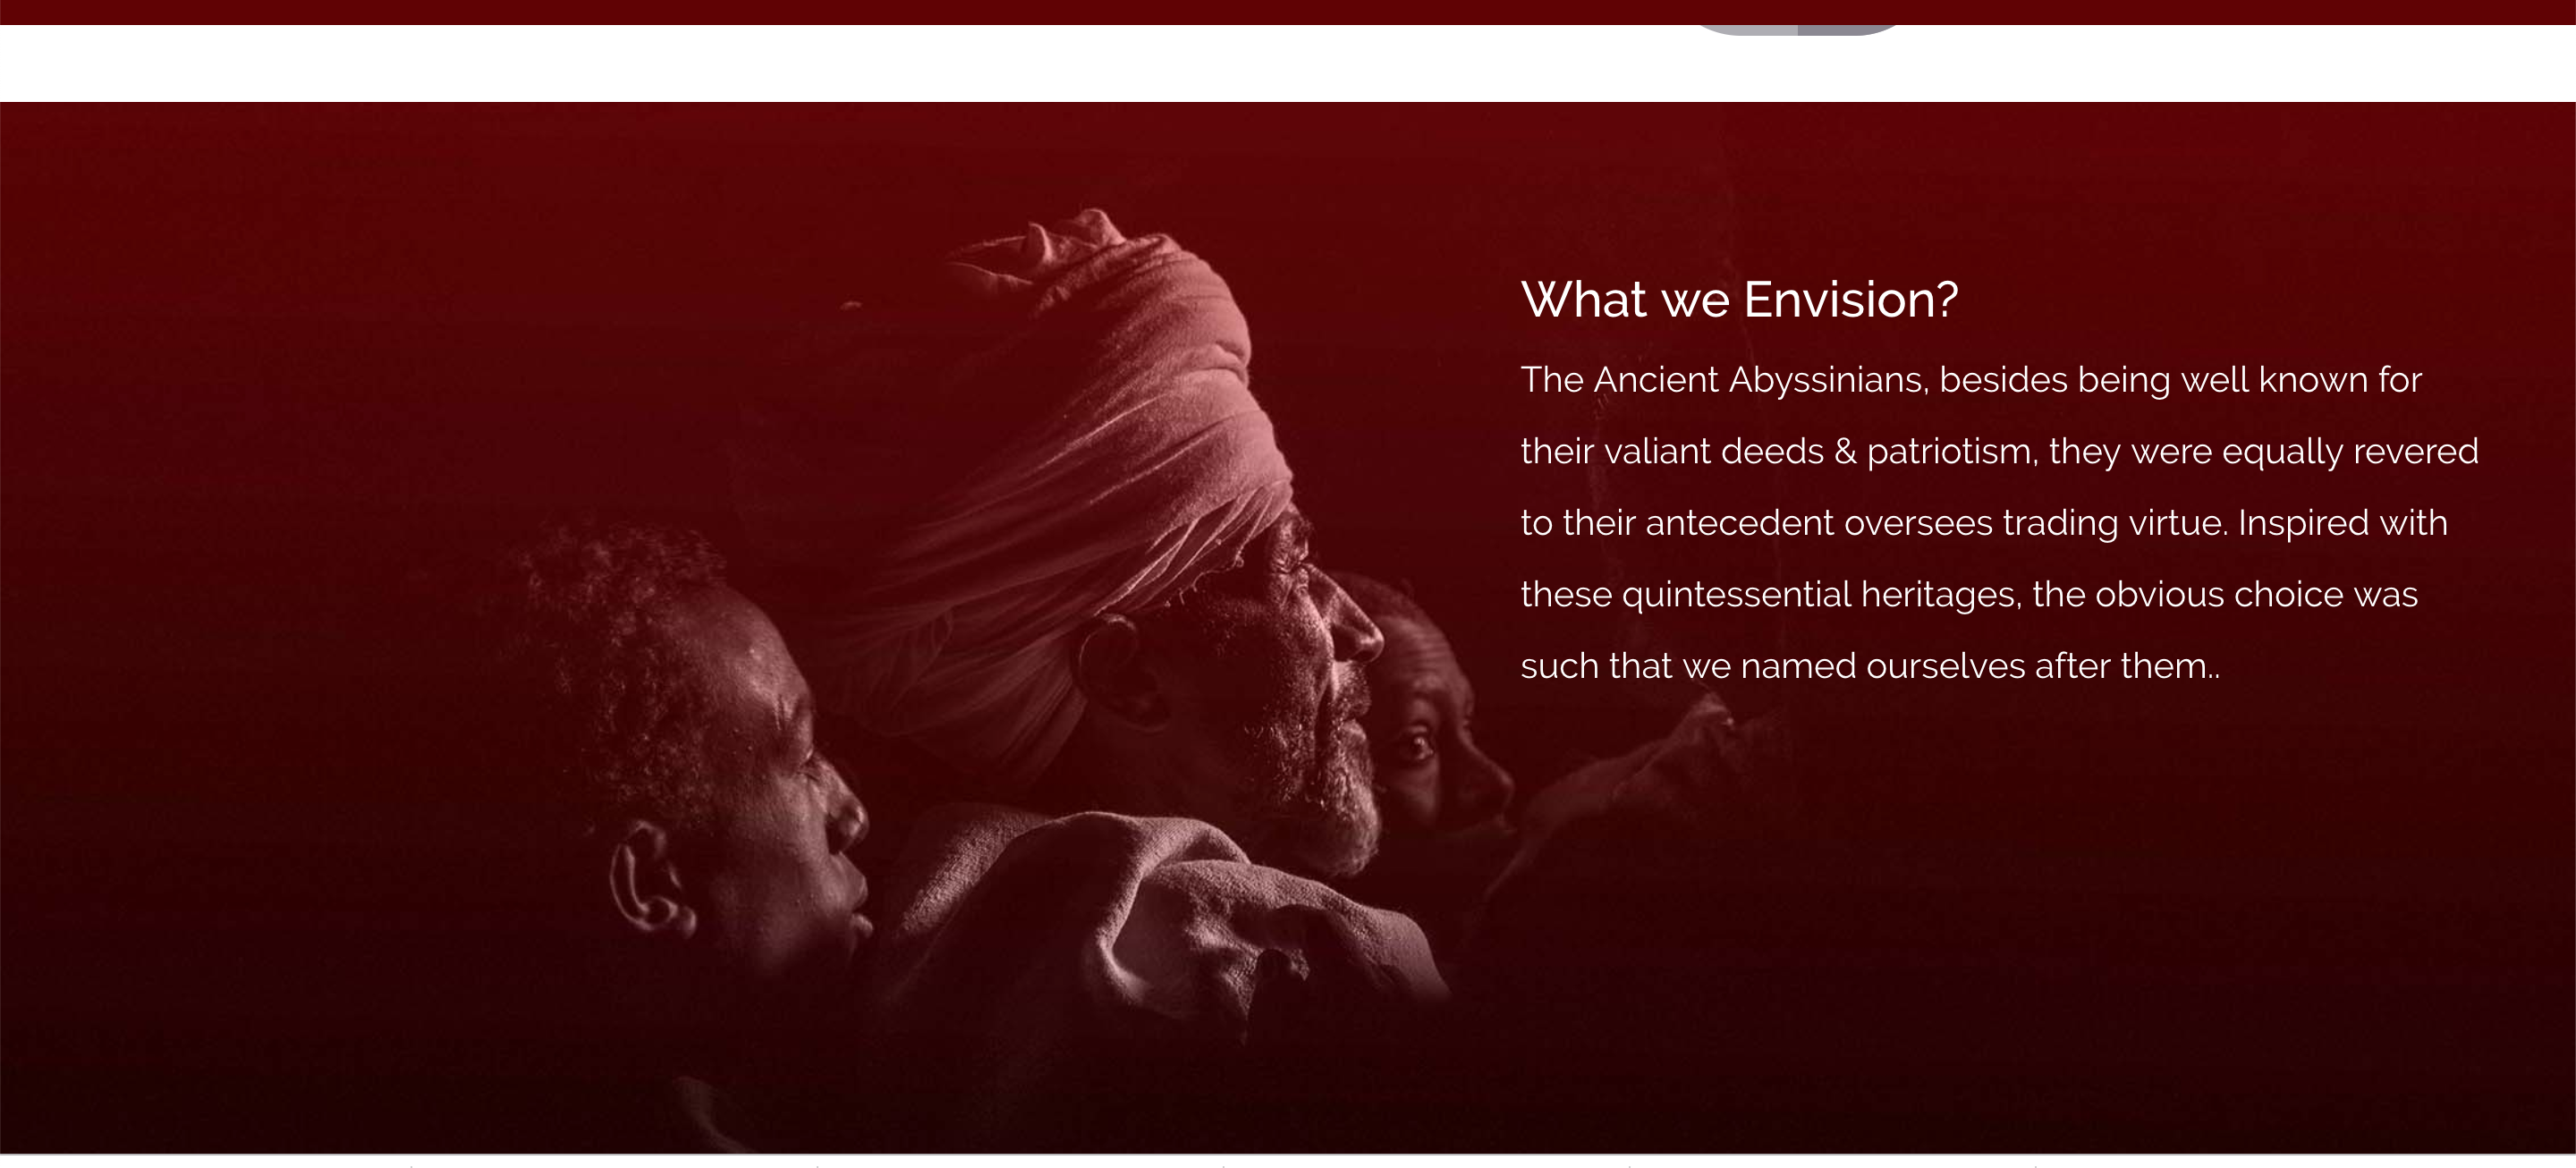 What we Envision?
The Ancient Abyssinians, besides being well known for
their valiant deeds & patriotism, they were equally revered
to their antecedent oversees trading virtue. Inspired with
these quintessential heritages, the obvious choice was
such that we named ourselves after them..